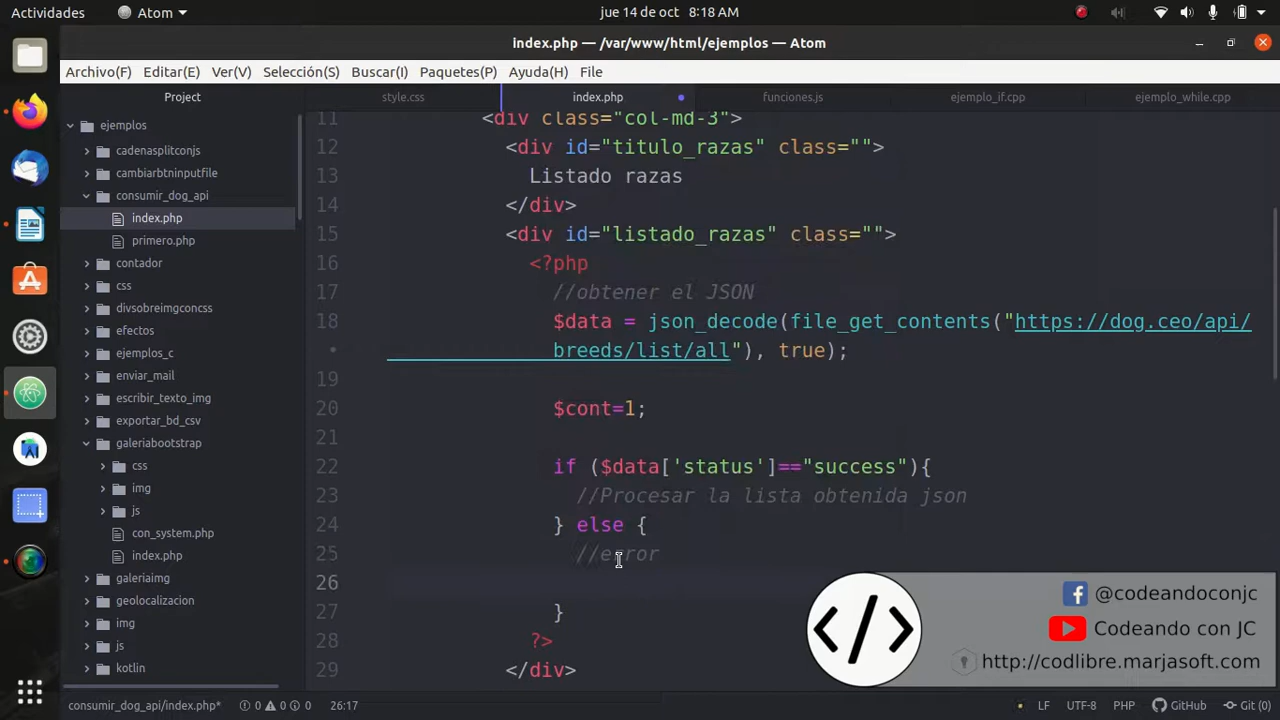 Actividades
Atom
jue 14 de oct 8:18 AM
index.php — /var/www/html/ejemplos — Atom
Archivo(F) Editar(E) Ver(V) Selección(S) Buscar(I) Paquetes(P) Ayuda(H) File
Project
style.css
index.php
funciones.js
ejemplo_if.cpp
ejemplo_while.cpp
ejemplos
cadenasplitconjs
cambiarbtninputfile
consumir_dog_api
index.php
primero.php
contador
css
divsobreimgconcss
efectos
ejemplos_c
enviar_mail
escribir_texto_img
exportar_bd_csv
galeriabootstrap
css
img
js
con_system.php
index.php
galeriaimg
geolocalizacion
img
js
kotlin
11 <div class="col-md-3">
12 <div id="titulo_razas" class="">
13 Listado razas
14 </div>
15 <div id="listado_razas" class="">
16 <?php
17 //obtener el JSON
18 $data = json_decode(file_get_contents("https://dog.ceo/api/
• breeds/list/all"), true);
19
20 $cont=1;
21
22 if ($data['status']=="success"){
23 //Procesar la lista obtenida json
24 } else {
25 //error
26
27 }
28 ?>
29 </div>
</> @codeandoconjc
Codeando con JC
http://codlibre.marjasoft.com
consumir_dog_api/index.php* 0 0 0 26:17
LF UTF-8 PHP GitHub Git (0)